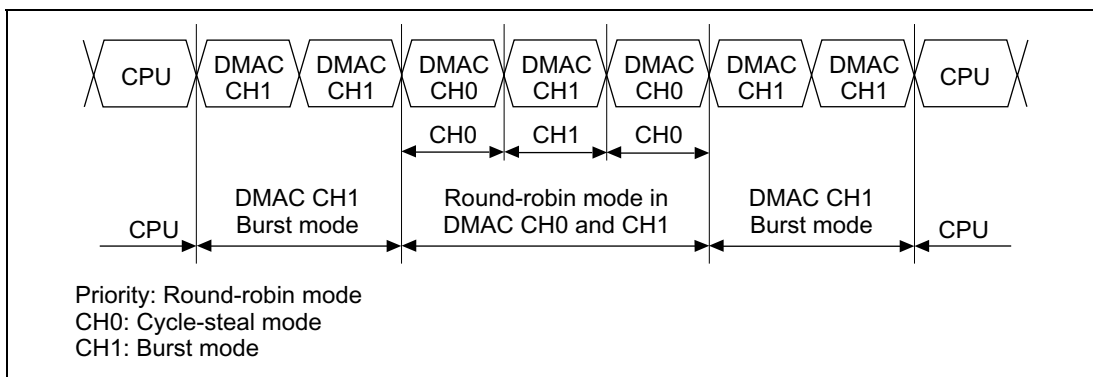 CPU DMAC DMAC DMAC DMAC DMAC DMAC DMAC CPU
CH1 CH1 CH0 CH1 CH0 CH1 CH1
CH0 CH1 CH0
DMAC CH1 Round-robin mode in DMAC CH1
CPU Burst mode DMAC CH0 and CH1 Burst mode CPU
Priority: Round-robin mode
CH0: Cycle-steal mode
CH1: Burst mode